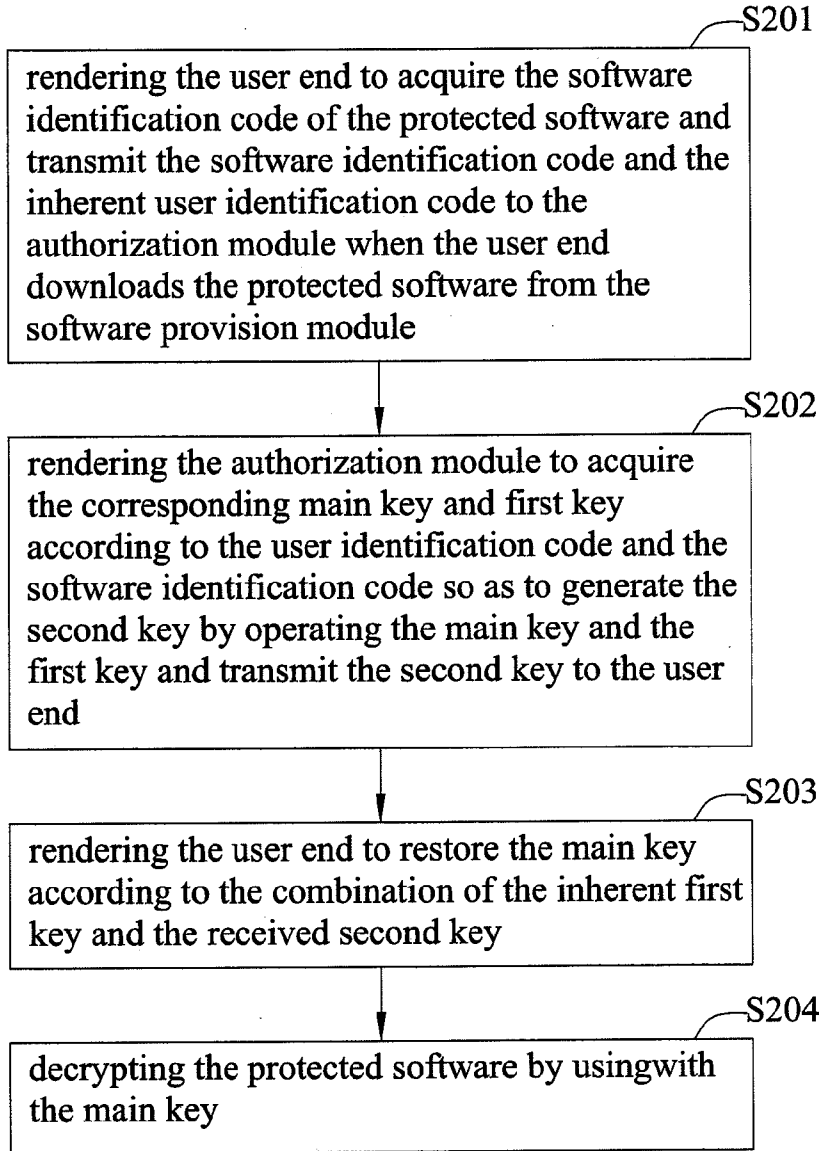 S201
rendering the user end to acquire the software
identification code of the protected software and
transmit the software identification code and the
inherent user identification code to the
authorization module when the user end
downloads the protected software from the
software provision module
S202
rendering the authorization module to acquire
the corresponding main key and first key
according to the user identification code and the
software identification code so as to generate the
second key by operating the main key and the
first key and transmit the second key to the user
end
S203
rendering the user end to restore the main key
according to the combination of the inherent first
key and the received second key
S204
decrypting the protected software by usingwith
the main key